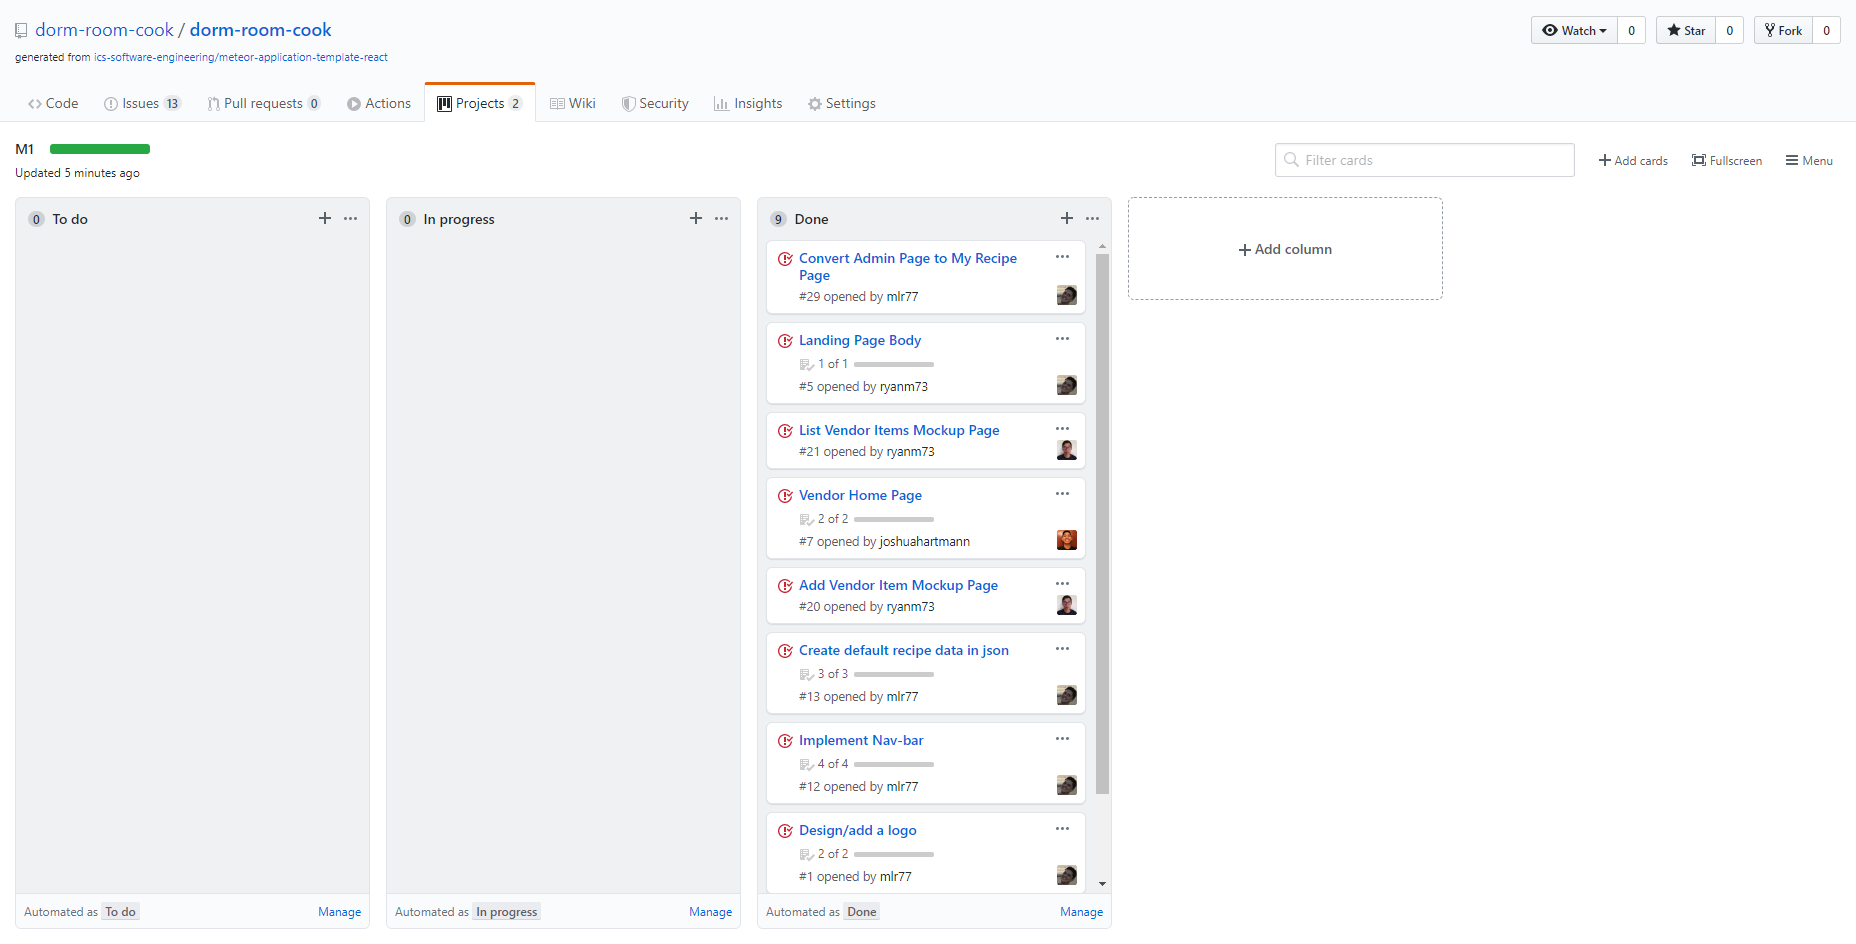 dorm-room-cook / dorm-room-cook
Watch 0 Star 0 Fork 0
generated from ics-software-engineering/meteor-application-template-react
Code Issues 13 Pull requests 0 Actions Projects 2 Wiki Security Insights Settings
M1
Updated 5 minutes ago
Filter cards
Add cards Fullscreen Menu
0 To do
Automated as To do Manage
0 In progress
Automated as In progress Manage
9 Done
Convert Admin Page to My Recipe
Page
#29 opened by mlr77
Landing Page Body
1 of 1
#5 opened by ryanm73
List Vendor Items Mockup Page
#21 opened by ryanm73
Vendor Home Page
2 of 2
#7 opened by joshuahartmann
Add Vendor Item Mockup Page
#20 opened by ryanm73
Create default recipe data in json
3 of 3
#13 opened by mlr77
Implement Nav-bar
4 of 4
#12 opened by mlr77
Design/add a logo
2 of 2
#1 opened by mlr77
Automated as Done Manage
Add column